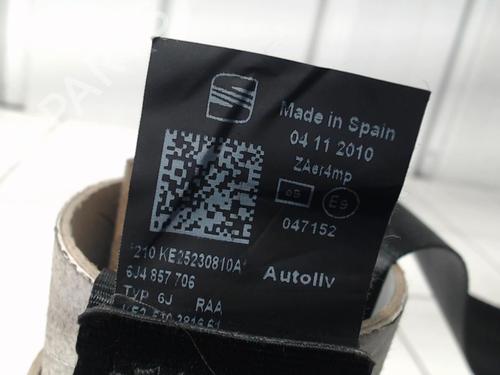 Made in Spain
04 11 2010
ZAer4mp
e9
047152
*210 KE25230810A*
6J4 857 706
Autoliv
TYP 6J RAA